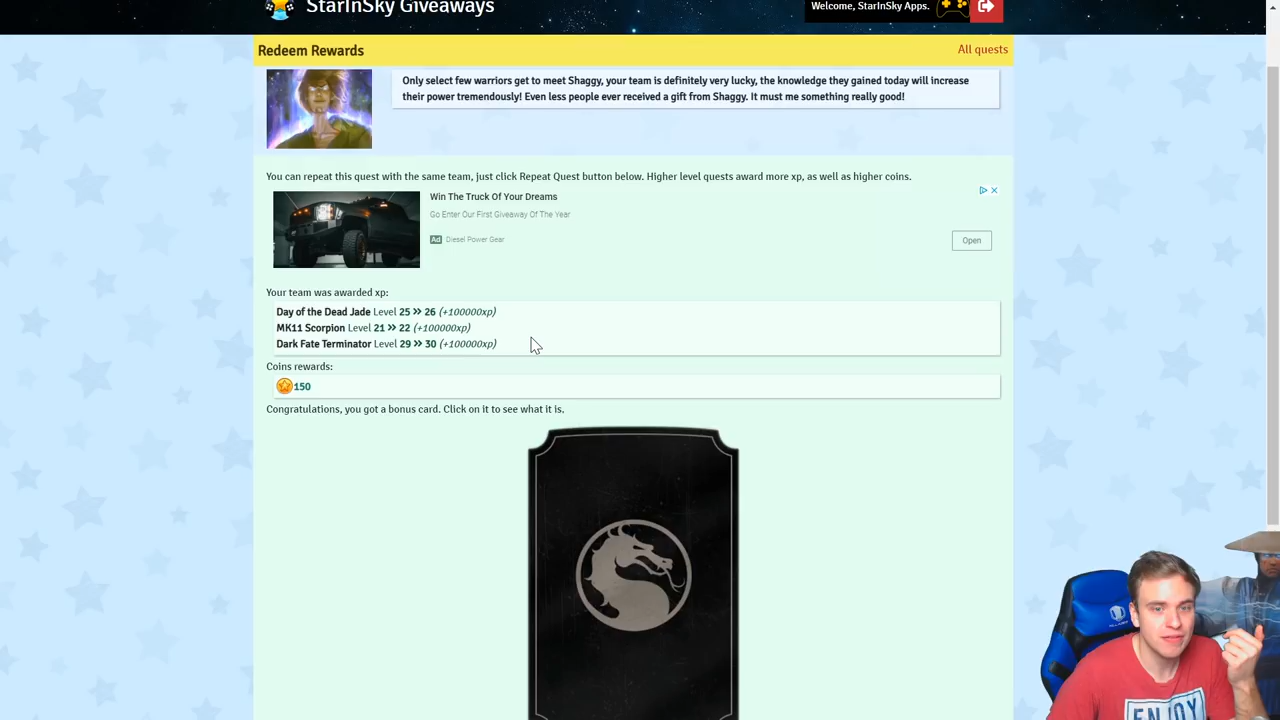 StarInSky Giveaways
Welcome, StarInSky Apps.
Redeem Rewards
All quests
Only select few warriors get to meet Shaggy, your team is definitely very lucky, the knowledge they gained today will increase
their power tremendously! Even less people ever received a gift from Shaggy. It must me something really good!
You can repeat this quest with the same team, just click Repeat Quest button below. Higher level quests award more xp, as well as higher coins.
Win The Truck Of Your Dreams
Go Enter Our First Giveaway Of The Year
Ad Diesel Power Gear
Open
Your team was awarded xp:
Day of the Dead Jade Level 25 >> 26 (+100000xp)
MK11 Scorpion Level 21 >> 22 (+100000xp)
Dark Fate Terminator Level 29 >> 30 (+100000xp)
Coins rewards:
150
Congratulations, you got a bonus card. Click on it to see what it is.
ENJOY